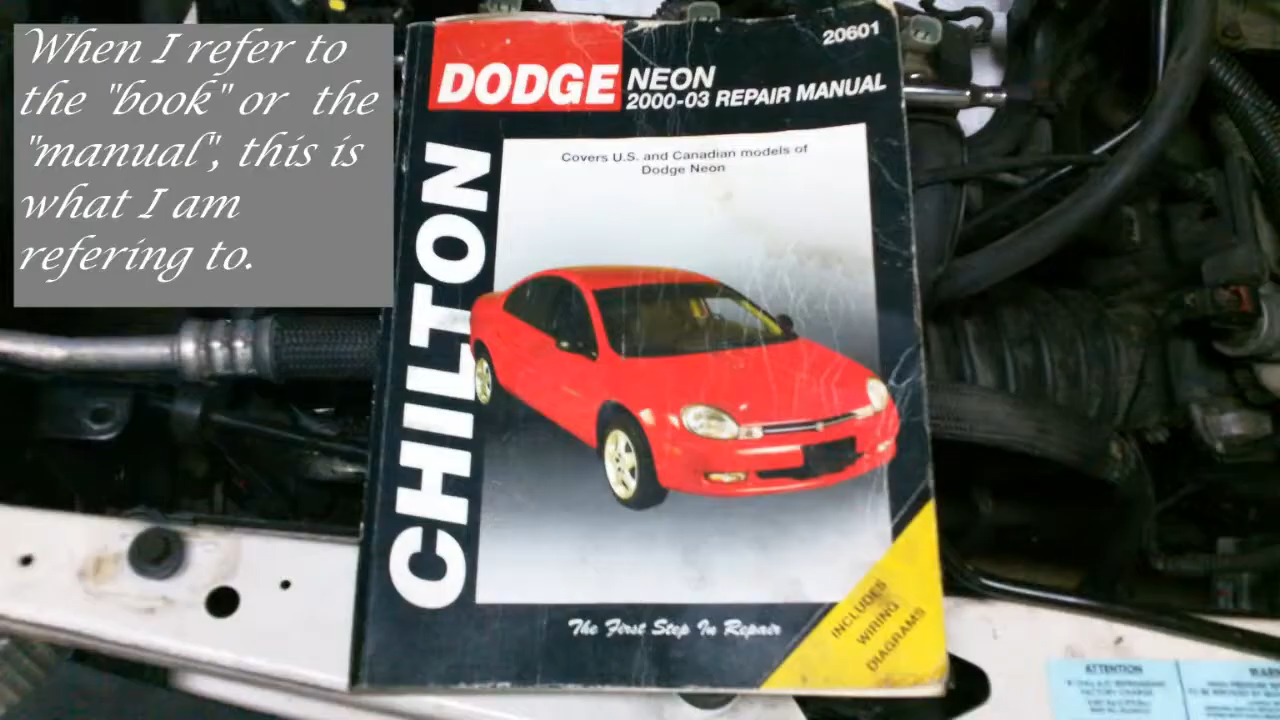 When I refer to
the "book" or the
"manual", this is
what I am
refering to.
20601
DODGE NEON
2000-03 REPAIR MANUAL
Covers U.S. and Canadian models of
Dodge Neon
CHILTON
The First Step In Repair
INCLUDES
WIRING
DIAGRAMS
ATTENTION
FACTORY CHARGE